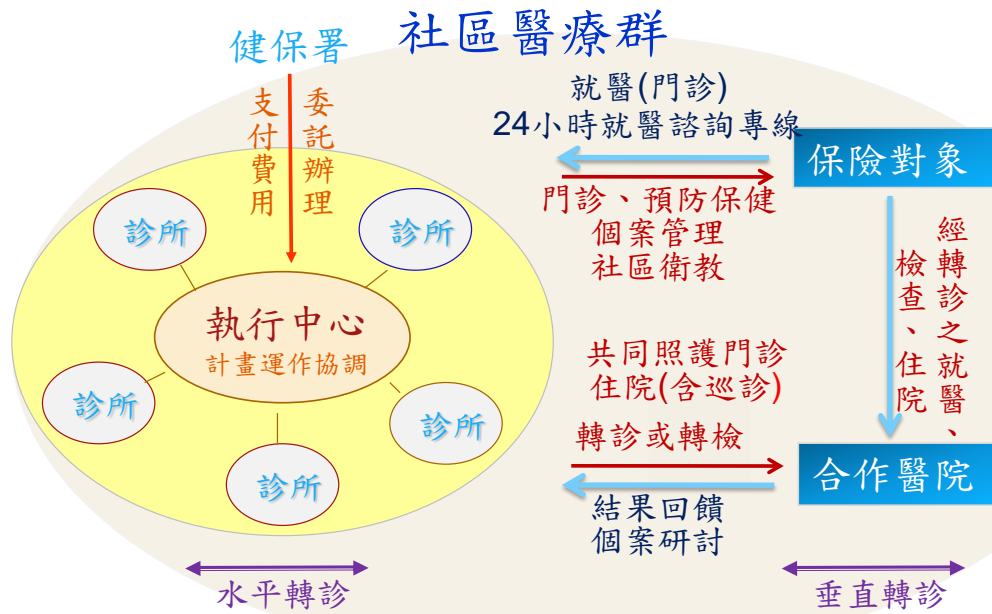 社區醫療群
健保署
支付費用
委託辦理
診所
診所
執行中心
計畫運作協調
診所
診所
診所
水平轉診
就醫(門診)
24小時就醫諮詢專線
門診、預防保健
個案管理
社區衛教
保險對象
經轉診之就醫、
檢查、住院
共同照護門診
住院(含巡診)
轉診或轉檢
結果回饋
個案研討
合作醫院
垂直轉診